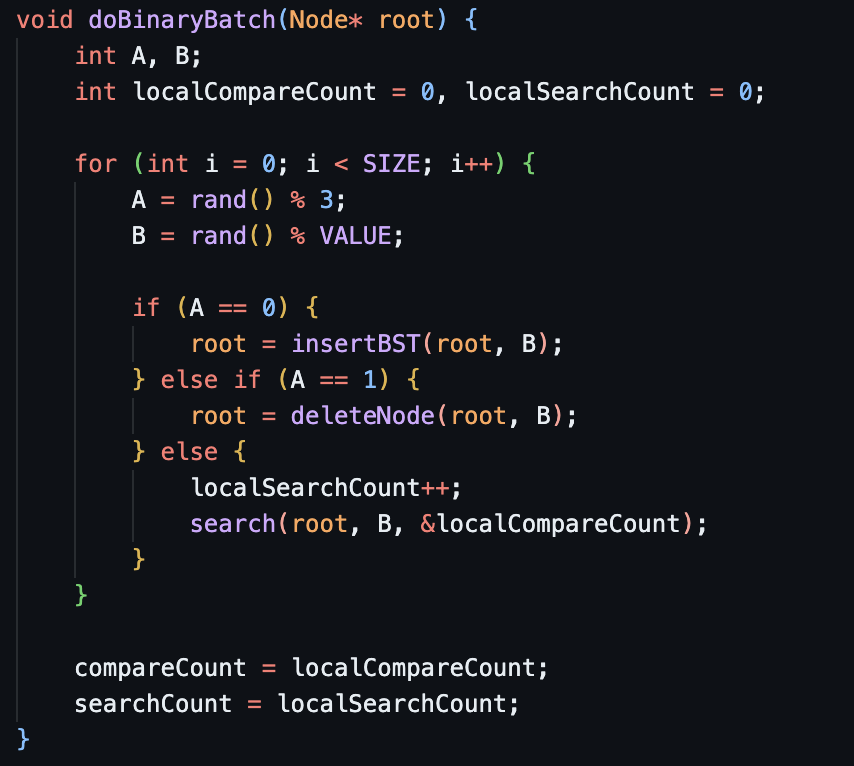 void doBinaryBatch(Node* root) {
    int A, B;
    int localCompareCount = 0, localSearchCount = 0;

    for (int i = 0; i < SIZE; i++) {
        A = rand() % 3;
        B = rand() % VALUE;

        if (A == 0) {
            root = insertBST(root, B);
        } else if (A == 1) {
            root = deleteNode(root, B);
        } else {
            localSearchCount++;
            search(root, B, &localCompareCount);
        }
    }

    compareCount = localCompareCount;
    searchCount = localSearchCount;
}